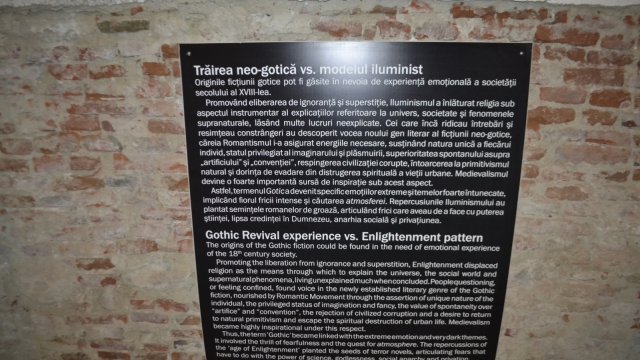 Trăirea neo-gotică vs. modelul iluminist
Originile ficțiunii gotice pot fi găsite în nevoia de experiență emoțională a societății
secolului al XVIII-lea.
Promovând eliberarea de ignoranță și superstiție, Iluminismul a înlăturat religia sub
aspectul instrumentar al explicațiilor referitoare la univers, societate și fenomenele
supranaturale, lăsând multe lucruri neexplicate. Cei care încă ridicau întrebări și
resimțeau constrângeri au descoperit vocea noului gen literar al ficțiunii neo-gotice,
căreia Romantismul i-a asigurat energiile necesare, susținând natura unică a fiecărui
individ, statul privilegiat al imaginarului și plăsmuirii, superioritatea spontanului asupra
„artificiului” și „convenției”, respingerea civilizației corupte, întoarcerea la primitivismul
natural și dorința de evadare din distrugerea spirituală a vieții urbane. Medievalismul
devine o foarte importantă sursă de inspirație sub acest aspect.
Astfel, termenul Gotic a devenit specific emoțiilor extreme și temelor foarte întunecate,
implicând fiorul fricii intense și căutarea atmosferei. Repercusiunile Iluminismului au
plantat semințele romanelor de groază, articulând frici care aveau de a face cu puterea
științei, lipsa credinței în Dumnezeu, anarhia socială și privațiunea.
Gothic Revival experience vs. Enlightenment pattern
The origins of the Gothic fiction could be found in the need of emotional experience
of the 18th century society.
Promoting the liberation from ignorance and superstition, Enlightenment displaced
religion as the means through which to explain the universe, the social world and
supernatural phenomena, living unexplained much when concluded. People questioning,
or feeling confined, found voice in the newly established literary genre of the Gothic
fiction, nourished by Romantic Movement through the assertion of unique nature of the
individual, the privileged status of imagination and fancy, the value of spontaneity over
“artifice” and “convention”, the rejection of civilized corruption and a desire to return
to natural primitivism and escape the spiritual destruction of urban life. Medievalism
became highly inspirational under this respect.
Thus, the term 'Gothic' became linked with the extreme emotion and very dark themes.
It involved the thrill of fearfulness and the quest for atmosphere. The repercussions of
the 'age of Enlightenment' planted the seeds of terror novels, articulating fears that
have to do with the power of science, godlessness, social anarchy and privation.